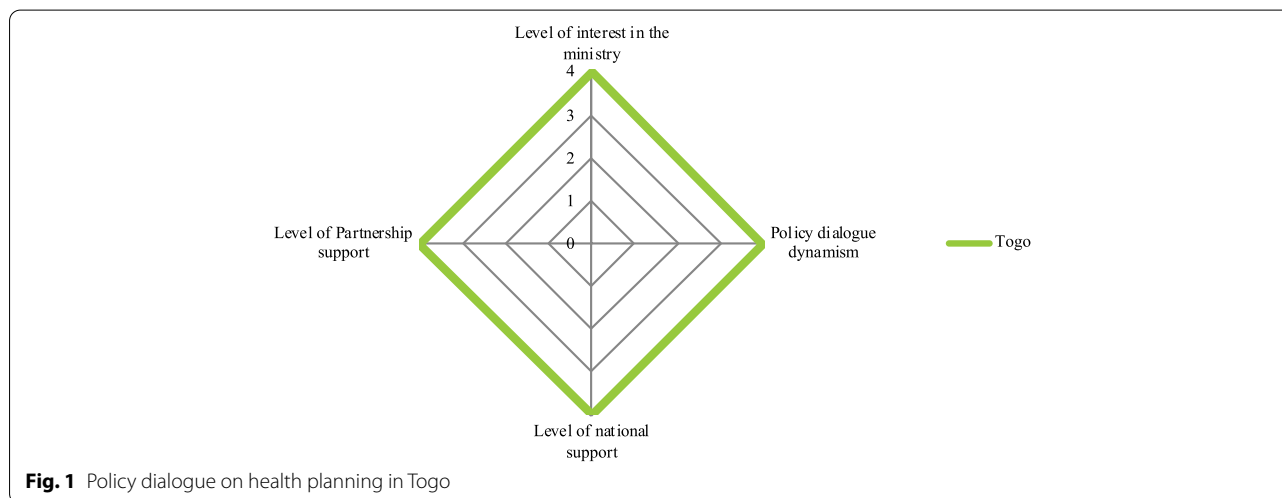 Level of interest in the
ministry
4
3
2
1
0
Level of Partnership
support
Policy dialogue
dynamism
Togo
Level of national
support
Fig. 1 Policy dialogue on health planning in Togo